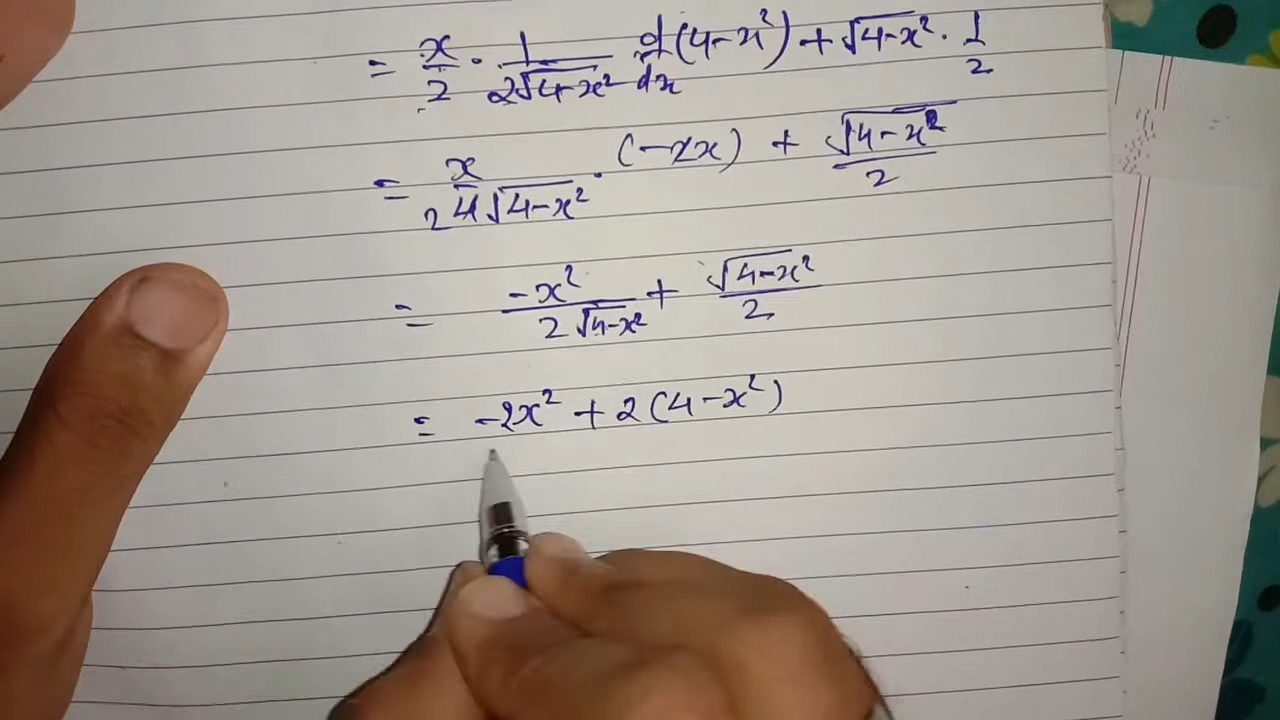 = x/2 · 1/2√4-x² d/dx (4-x²) + √4-x² · 1/2
= x/2 4√4-x² · (-2x) + √4-x²/2
= -x²/2√4-x² + √4-x²/2
= -2x² + 2(4-x²)